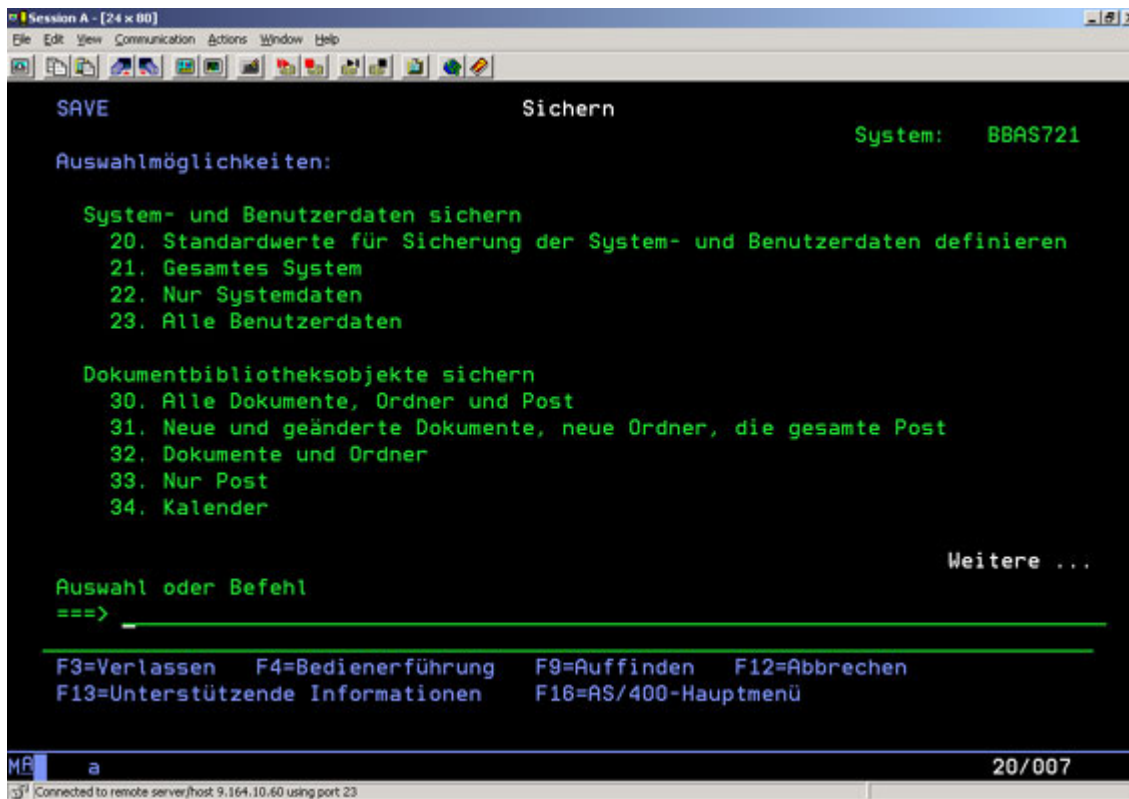 Session A - [24 x 80]
File Edit View Communication Actions Window Help
SAVE Sichern
System: BBAS721
Auswahlmöglichkeiten:
System- und Benutzerdaten sichern
20. Standardwerte für Sicherung der System- und Benutzerdaten definieren
21. Gesamtes System
22. Nur Systemdaten
23. Alle Benutzerdaten
Dokumentbibliotheksobjekte sichern
30. Alle Dokumente, Ordner und Post
31. Neue und geänderte Dokumente, neue Ordner, die gesamte Post
32. Dokumente und Ordner
33. Nur Post
34. Kalender
Weitere ...
Auswahl oder Befehl
===>
F3=Verlassen F4=Bedienerführung F9=Auffinden F12=Abbrechen
F13=Unterstützende Informationen F16=AS/400-Hauptmenü
MA a 20/007
Connected to remote server/host 9.164.10.60 using port 23